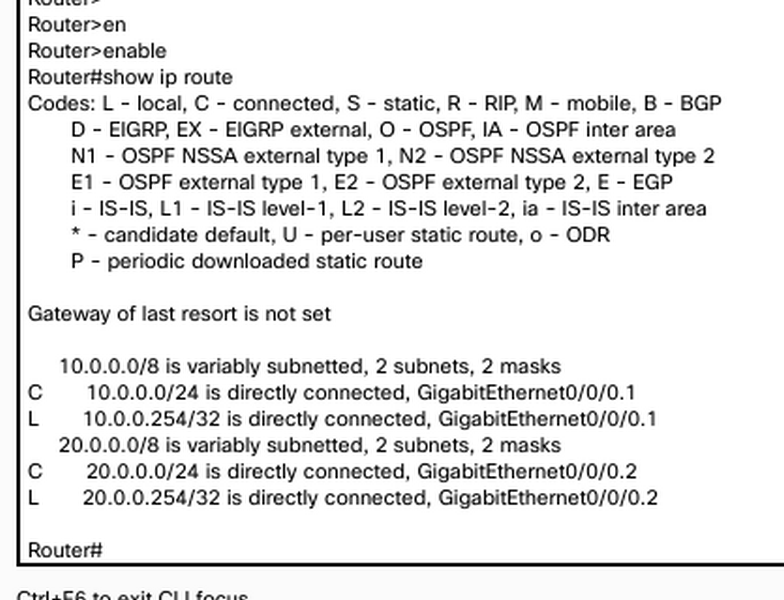 Router>
Router>en
Router>enable
Router#show ip route
Codes: L - local, C - connected, S - static, R - RIP, M - mobile, B - BGP
D - EIGRP, EX - EIGRP external, O - OSPF, IA - OSPF inter area
N1 - OSPF NSSA external type 1, N2 - OSPF NSSA external type 2
E1 - OSPF external type 1, E2 - OSPF external type 2, E - EGP
i - IS-IS, L1 - IS-IS level-1, L2 - IS-IS level-2, ia - IS-IS inter area
* - candidate default, U - per-user static route, o - ODR
P - periodic downloaded static route
Gateway of last resort is not set
10.0.0.0/8 is variably subnetted, 2 subnets, 2 masks
C 10.0.0.0/24 is directly connected, GigabitEthernet0/0/0.1
L 10.0.0.254/32 is directly connected, GigabitEthernet0/0/0.1
20.0.0.0/8 is variably subnetted, 2 subnets, 2 masks
C 20.0.0.0/24 is directly connected, GigabitEthernet0/0/0.2
L 20.0.0.254/32 is directly connected, GigabitEthernet0/0/0.2
Router#
Ctrl+F6 to exit CLI focus